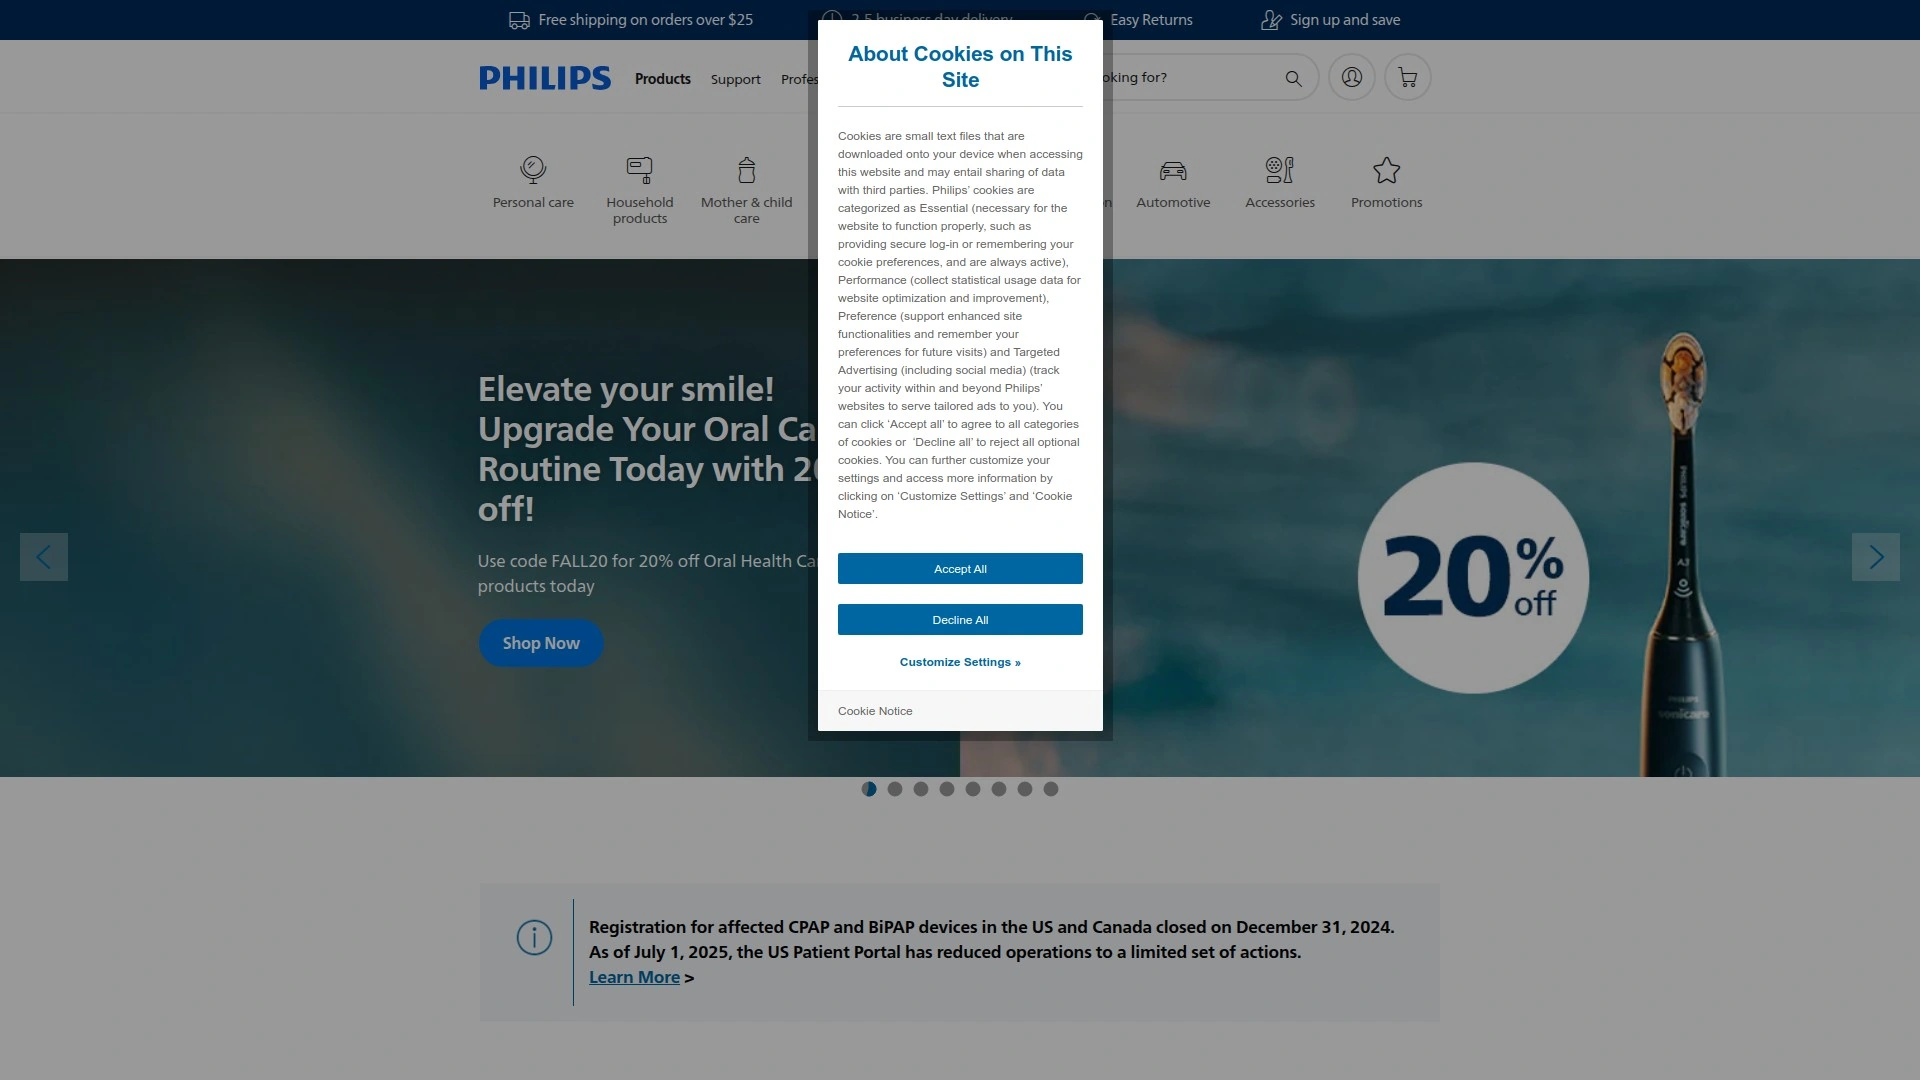 Free shipping on orders over $25
2-5 business day delivery
Easy Returns
Sign up and save
PHILIPS
Products
Support
oking for?
Personal care
Household
products
Mother & child
care
Automotive
Accessories
Promotions
About Cookies on This
Site
Cookies are small text files that are
downloaded onto your device when accessing
this website and may entail sharing of data
with third parties. Philips’ cookies are
categorized as Essential (necessary for the
website to function properly, such as
providing secure log-in or remembering your
cookie preferences, and are always active),
Performance (collect statistical usage data for
website optimization and improvement),
Preference (support enhanced site
functionalities and remember your
preferences for future visits) and Targeted
Advertising (including social media) (track
your activity within and beyond Philips’
websites to serve tailored ads to you). You
can click ‘Accept all’ to agree to all categories
of cookies or ‘Decline all’ to reject all optional
cookies. You can further customize your
settings and access more information by
clicking on ‘Customize Settings’ and ‘Cookie
Notice’.
Accept All
Decline All
Customize Settings »
Cookie Notice
Elevate your smile!
Upgrade Your Oral Ca
Routine Today with 20
off!
Use code FALL20 for 20% off Oral Health Ca
products today
Shop Now
20%
off
PHILIPS sonicare
PHILIPS
sonicare
Registration for affected CPAP and BiPAP devices in the US and Canada closed on December 31, 2024.
As of July 1, 2025, the US Patient Portal has reduced operations to a limited set of actions.
Learn More >